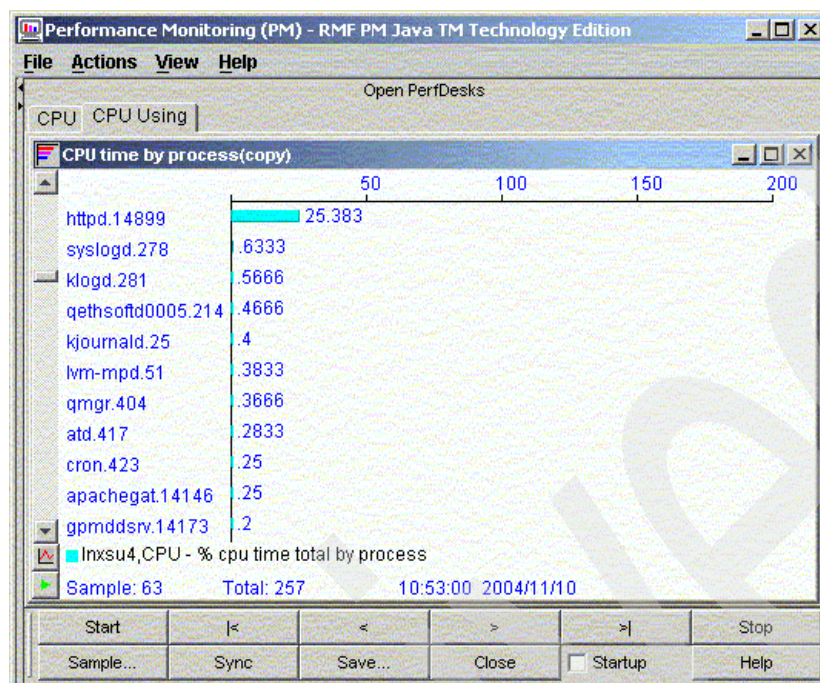 Performance Monitoring (PM) - RMF PM Java TM Technology Edition
File Actions View Help
Open PerfDesks
CPU CPU Using
CPU time by process(copy)
50 100 150 200
httpd.14899 25.383
syslogd.278 .6333
klogd.281 .5666
qethsoftd0005.214 .4666
kjournald.25 .4
lvm-mpd.51 .3833
qmgr.404 .3666
atd.417 .2833
cron.423 .25
apachegat.14146 .25
gpmddsrv.14173 .2
lnxsu4,CPU - % cpu time total by process
Sample: 63 Total: 257 10:53:00 2004/11/10
Start |< < > >| Stop
Sample... Sync Save... Close Startup Help